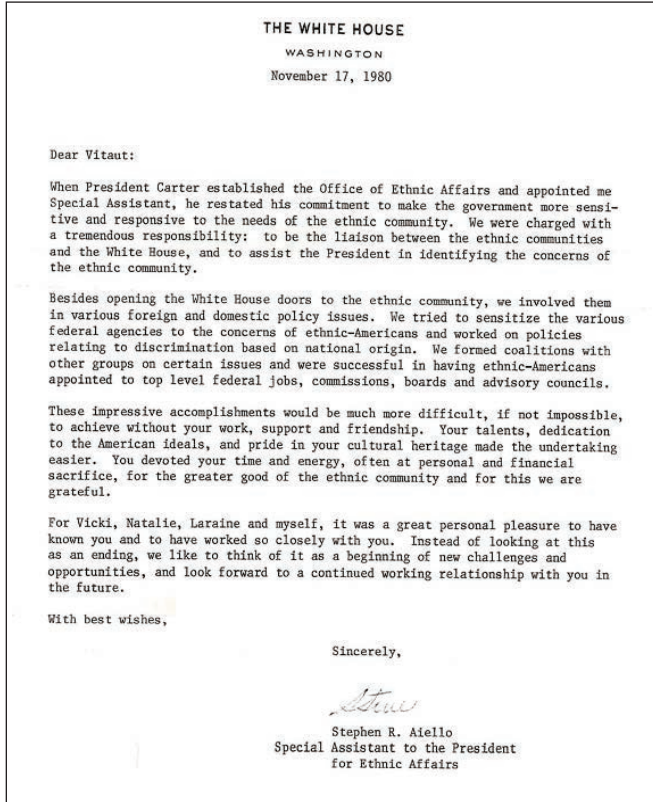 THE WHITE HOUSE
WASHINGTON
November 17, 1980
Dear Vitaut:
When President Carter established the Office of Ethnic Affairs and appointed me
Special Assistant, he restated his commitment to make the government more sensi-
tive and responsive to the needs of the ethnic community. We were charged with
a tremendous responsibility: to be the liaison between the ethnic communities
and the White House, and to assist the President in identifying the concerns of
the ethnic community.
Besides opening the White House doors to the ethnic community, we involved them
in various foreign and domestic policy issues. We tried to sensitize the various
federal agencies to the concerns of ethnic-Americans and worked on policies
relating to discrimination based on national origin. We formed coalitions with
other groups on certain issues and were successful in having ethnic-Americans
appointed to top level federal jobs, commissions, boards and advisory councils.
These impressive accomplishments would be much more difficult, if not impossible,
to achieve without your work, support and friendship. Your talents, dedication
to the American ideals, and pride in your cultural heritage made the undertaking
easier. You devoted your time and energy, often at personal and financial
sacrifice, for the greater good of the ethnic community and for this we are
grateful.
For Vicki, Natalie, Laraine and myself, it was a great personal pleasure to have
known you and to have worked so closely with you. Instead of looking at this
as an ending, we like to think of it as a beginning of new challenges and
opportunities, and look forward to a continued working relationship with you in
the future.
With best wishes,
Sincerely,
Steve
Stephen R. Aiello
Special Assistant to the President
for Ethnic Affairs